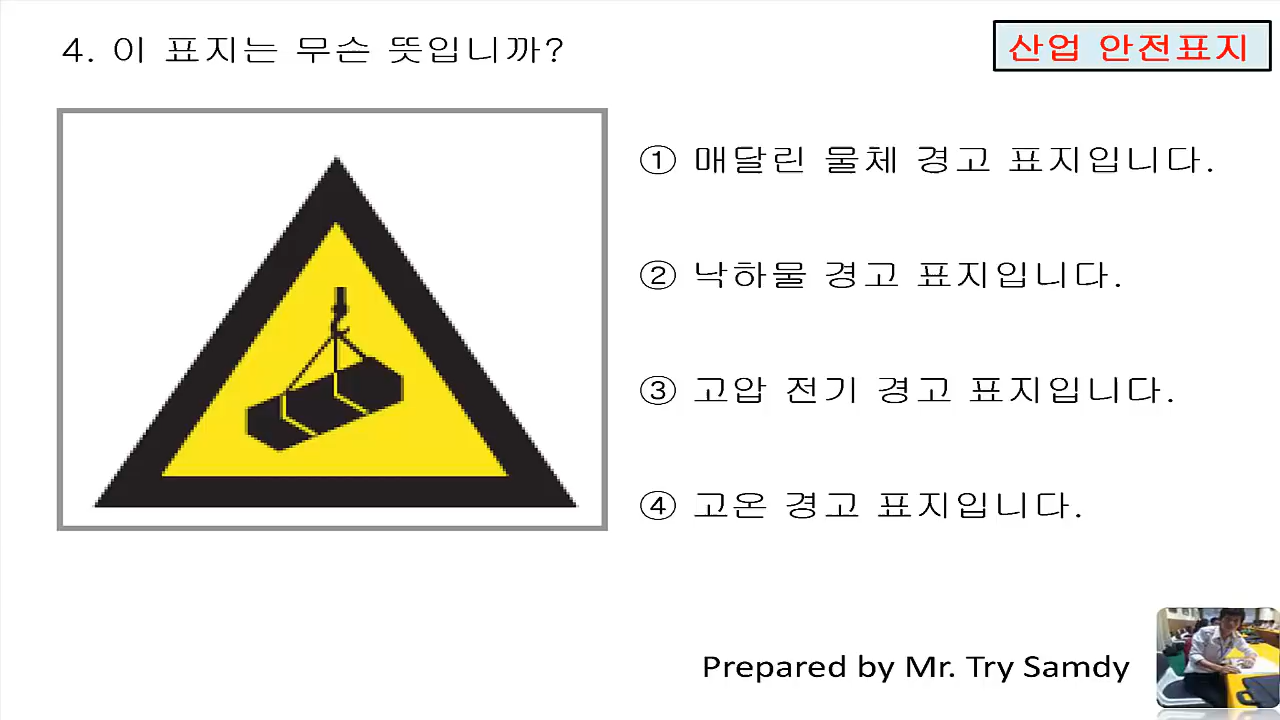 4. 이 표지는 무슨 뜻입니까?
산업 안전표지
① 매달린 물체 경고 표지입니다.
② 낙하물 경고 표지입니다.
③ 고압 전기 경고 표지입니다.
④ 고온 경고 표지입니다.
Prepared by Mr. Try Samdy